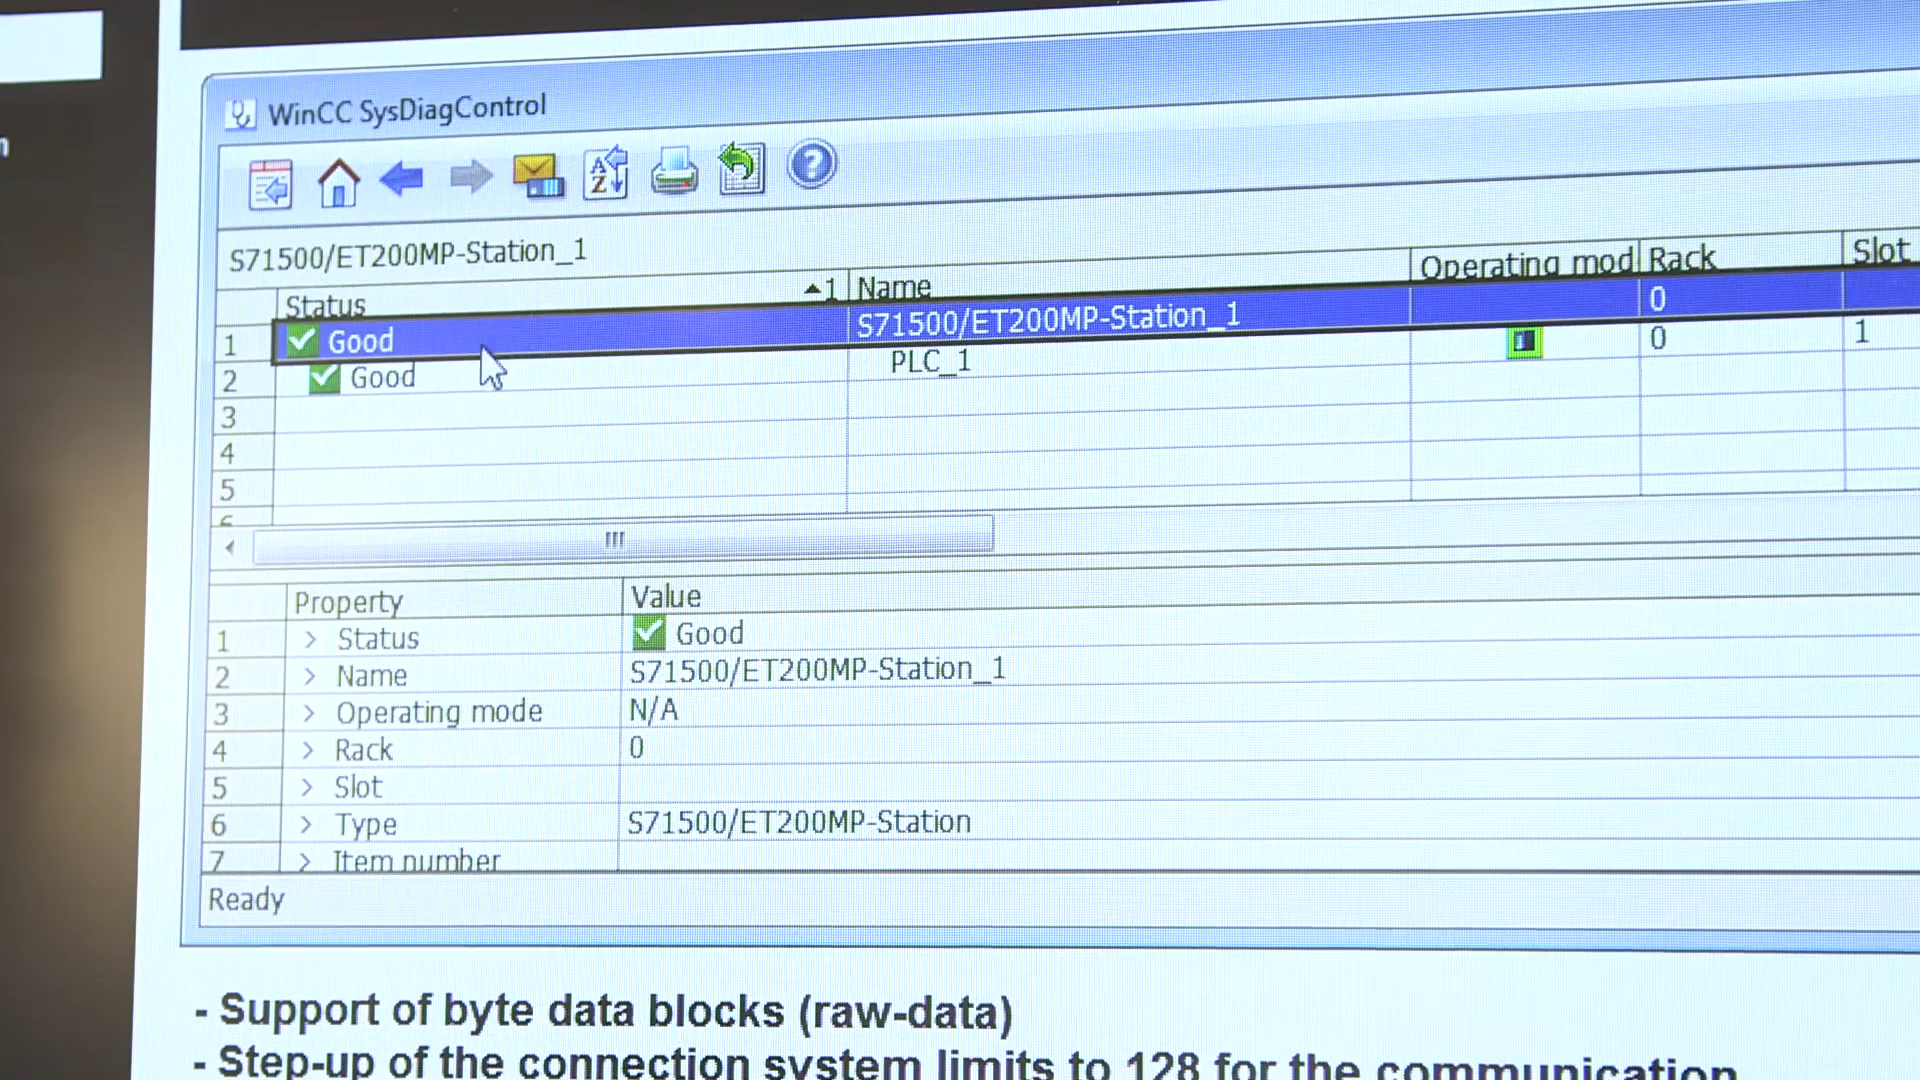 WinCC SysDiagControl
S71500/ET200MP-Station_1
Status 1 Name Operating mod Rack Slot
1 Good S71500/ET200MP-Station_1 0
2 Good PLC_1 0 1
3
4
5
6
Property Value
1 > Status Good
2 > Name S71500/ET200MP-Station_1
3 > Operating mode N/A
4 > Rack 0
5 > Slot
6 > Type S71500/ET200MP-Station
7 > Item number
Ready
- Support of byte data blocks (raw-data)
- Step-up of the connection system limits to 128 for the communication